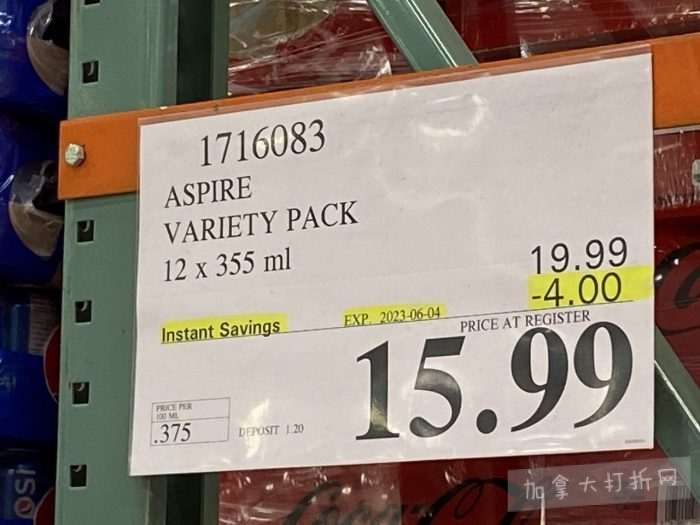 1716083
ASPIRE
VARIETY PACK
12 x 355 ml
19.99
-4.00
Instant Savings
EXP. 2023-06-04
PRICE AT REGISTER
15.99
PRICE PER
100 ML
.375
DEPOSIT 1.20
加拿大打折网